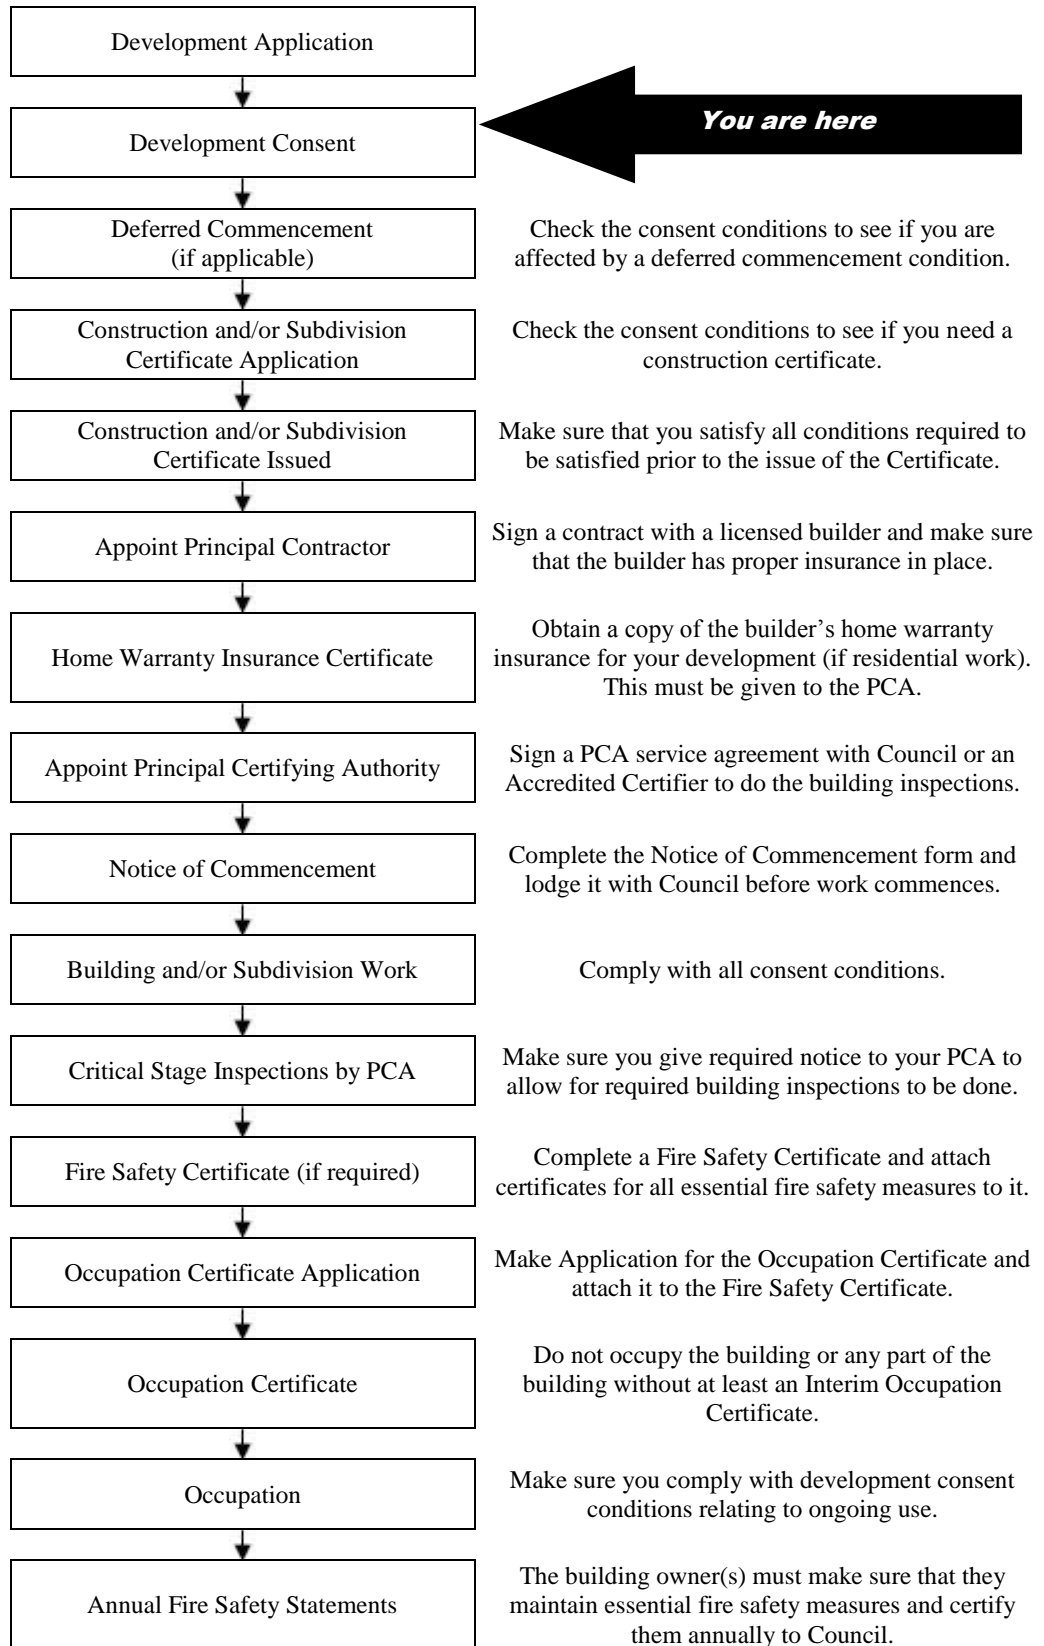 Development Application
Development Consent
You are here
Deferred Commencement
(if applicable)
Check the consent conditions to see if you are
affected by a deferred commencement condition.
Construction and/or Subdivision
Certificate Application
Check the consent conditions to see if you need a
construction certificate.
Construction and/or Subdivision
Certificate Issued
Make sure that you satisfy all conditions required to
be satisfied prior to the issue of the Certificate.
Appoint Principal Contractor
Sign a contract with a licensed builder and make sure
that the builder has proper insurance in place.
Home Warranty Insurance Certificate
Obtain a copy of the builder’s home warranty
insurance for your development (if residential work).
This must be given to the PCA.
Appoint Principal Certifying Authority
Sign a PCA service agreement with Council or an
Accredited Certifier to do the building inspections.
Notice of Commencement
Complete the Notice of Commencement form and
lodge it with Council before work commences.
Building and/or Subdivision Work
Comply with all consent conditions.
Critical Stage Inspections by PCA
Make sure you give required notice to your PCA to
allow for required building inspections to be done.
Fire Safety Certificate (if required)
Complete a Fire Safety Certificate and attach
certificates for all essential fire safety measures to it.
Occupation Certificate Application
Make Application for the Occupation Certificate and
attach it to the Fire Safety Certificate.
Occupation Certificate
Do not occupy the building or any part of the
building without at least an Interim Occupation
Certificate.
Occupation
Make sure you comply with development consent
conditions relating to ongoing use.
Annual Fire Safety Statements
The building owner(s) must make sure that they
maintain essential fire safety measures and certify
them annually to Council.